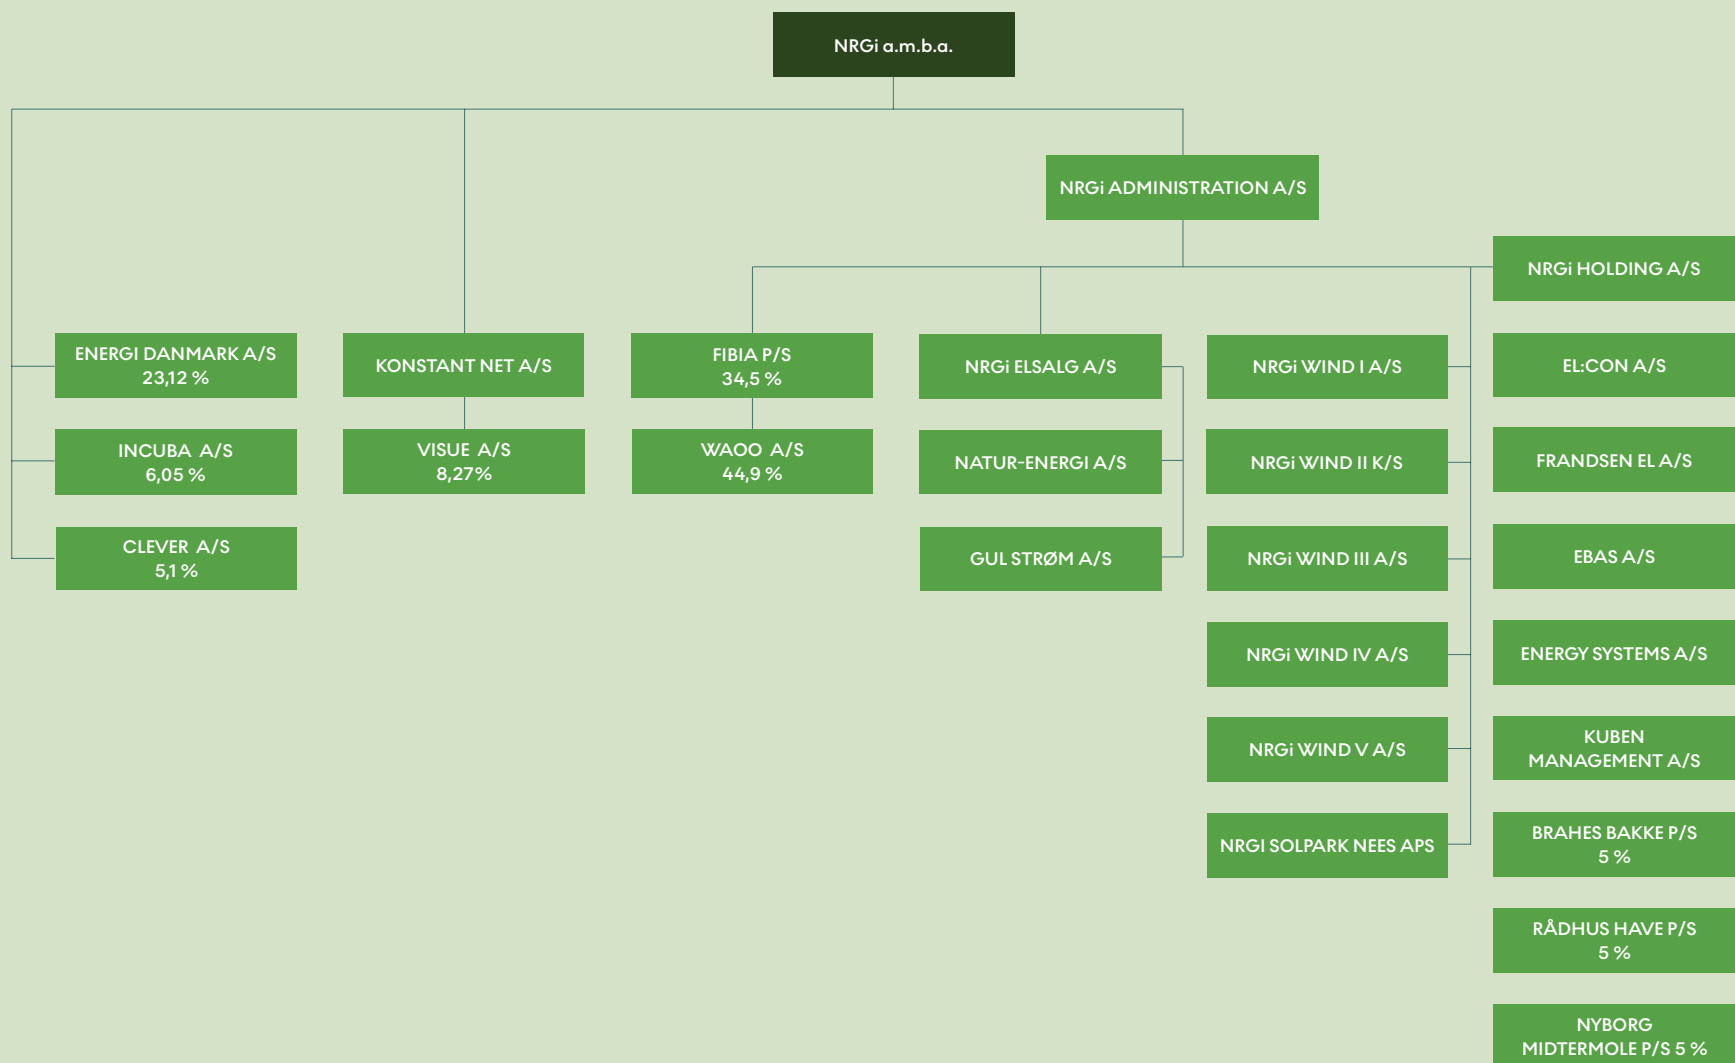 NRGi a.m.b.a.
NRGi ADMINISTRATION A/S
NRGi HOLDING A/S
ENERGI DANMARK A/S
23,12 %
INCUBA A/S
6,05 %
CLEVER A/S
5,1 %
KONSTANT NET A/S
VISUE A/S
8,27%
FIBIA P/S
34,5 %
WAOO A/S
44,9 %
NRGi ELSALG A/S
NATUR-ENERGI A/S
GUL STRØM A/S
NRGi WIND I A/S
NRGi WIND II K/S
NRGi WIND III A/S
NRGi WIND IV A/S
NRGi WIND V A/S
NRGI SOLPARK NEES APS
EL:CON A/S
FRANDSEN EL A/S
EBAS A/S
ENERGY SYSTEMS A/S
KUBEN
MANAGEMENT A/S
BRAHES BAKKE P/S
5 %
RÅDHUS HAVE P/S
5 %
NYBORG
MIDTERMOLE P/S 5 %